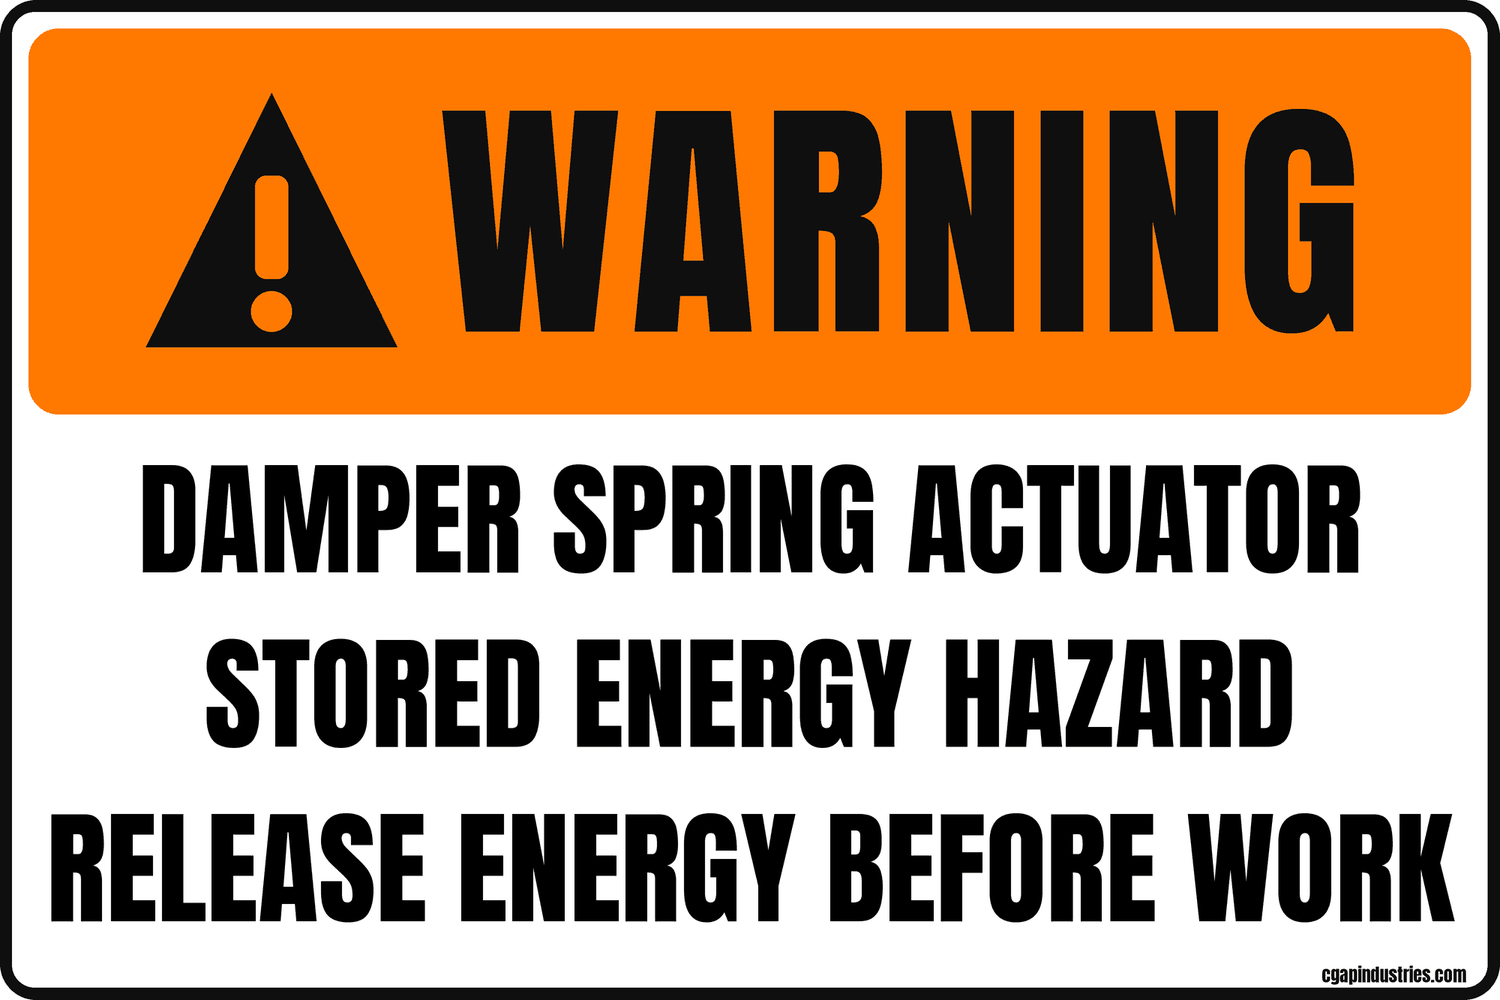 WARNING
DAMPER SPRING ACTUATOR
STORED ENERGY HAZARD
RELEASE ENERGY BEFORE WORK
cgapindustries.com